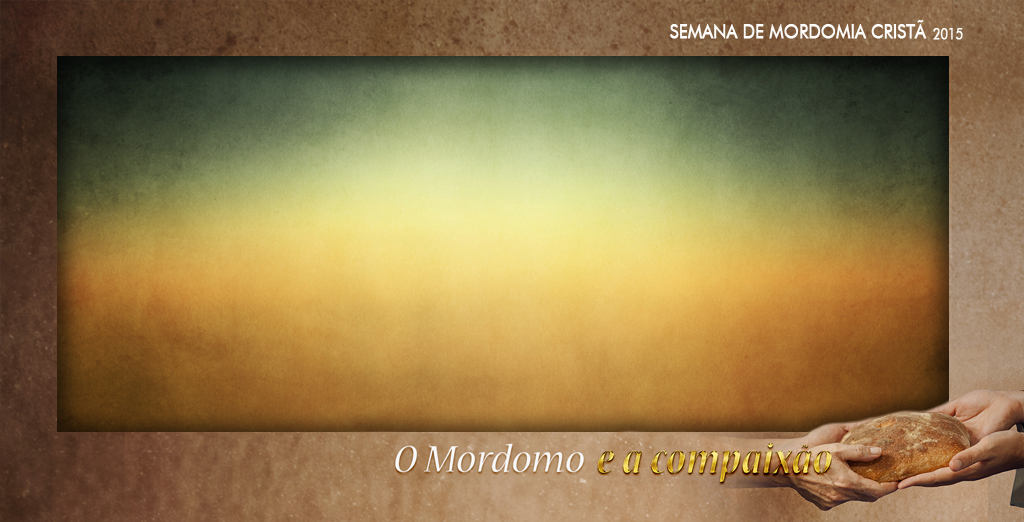 SEMANA DE MORDOMIA CRISTÃ 2015
O Mordomo e a compaixão